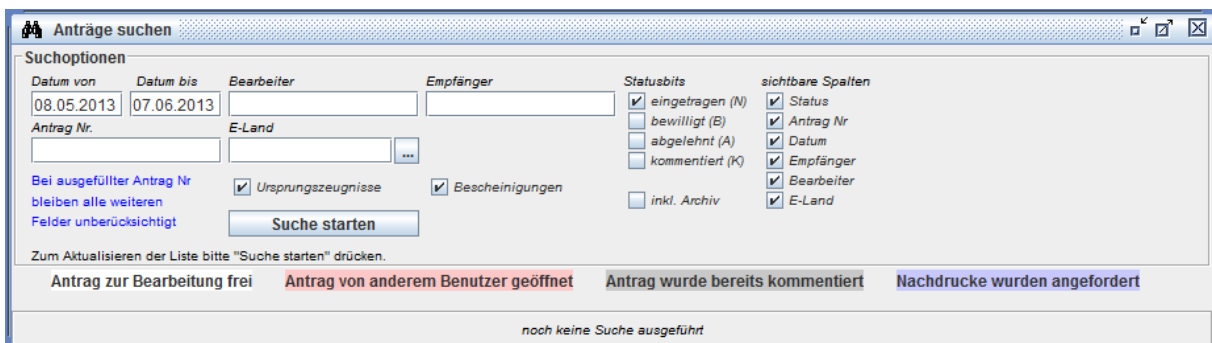 Anträge suchen
Suchoptionen
Datum von Datum bis Bearbeiter Empfänger
08.05.2013 07.06.2013
Antrag Nr. E-Land
...
Bei ausgefüllter Antrag Nr
bleiben alle weiteren
Felder unberücksichtigt
Ursprungszeugnisse Bescheinigungen
Suche starten
Zum Aktualisieren der Liste bitte "Suche starten" drücken.
Statusbits
eingetragen (N)
bewilligt (B)
abgelehnt (A)
kommentiert (K)
inkl. Archiv
sichtbare Spalten
Status
Antrag Nr
Datum
Empfänger
Bearbeiter
E-Land
Antrag zur Bearbeitung frei Antrag von anderem Benutzer geöffnet Antrag wurde bereits kommentiert Nachdrucke wurden angefordert
noch keine Suche ausgeführt